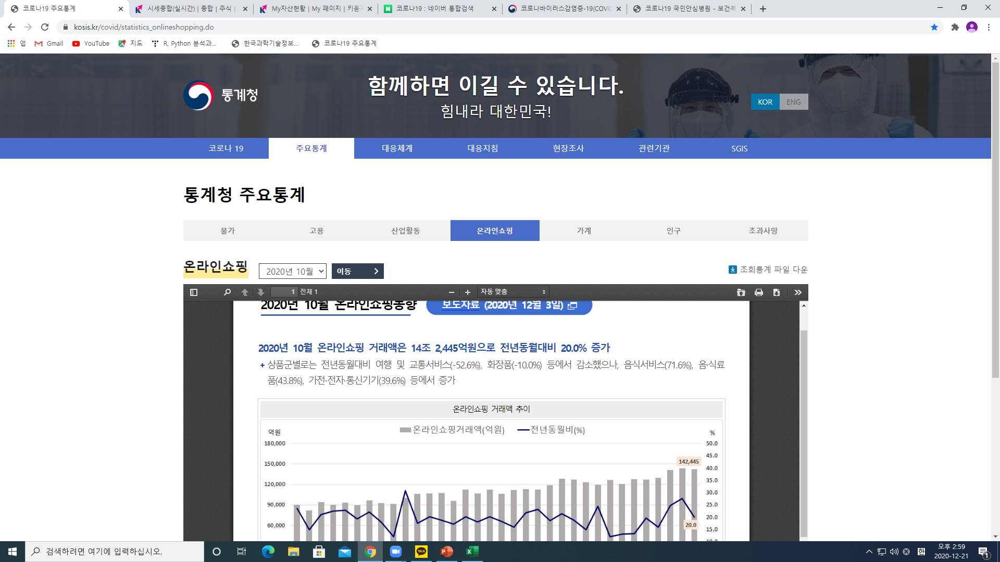 코로나19 주요통계
시세종합(실시간) | 종합 | 주식 |
My자산현황 | My 페이지 | 키움
코로나19 : 네이버 통합검색
코로나바이러스감염증-19(COVI
코로나19 국민안심병원 - 보건복
kosis.kr/covid/statistics_onlineshopping.do
앱 Gmail YouTube 지도 R, Python 분석과... 한국과학기술정보... 코로나19 주요통계
통계청
함께하면 이길 수 있습니다.
힘내라 대한민국!
KOR ENG
코로나 19 주요통계 대응체계 대응지침 현장조사 관련기관 SGIS
통계청 주요통계
물가 고용 산업활동 온라인쇼핑 가계 인구 초과사망
온라인쇼핑 2020년 10월 이동 조회통계 파일 다운
1 전체 1 자동 맞춤
2020년 10월 온라인쇼핑동향 보도자료 (2020년 12월 3일)
2020년 10월 온라인쇼핑 거래액은 14조 2,445억원으로 전년동월대비 20.0% 증가
+ 상품군별로는 전년동월대비 여행 및 교통서비스(-52.6%), 화장품(-10.0%) 등에서 감소했으나, 음식서비스(71.6%), 음·식료
품(43.8%), 가전·전자·통신기기(39.6%) 등에서 증가
온라인쇼핑 거래액 추이
억원 온라인쇼핑거래액(억원) 전년동월비(%) %
180,000 50.0
45.0
150,000 142,445 40.0
35.0
120,000 30.0
90,000 25.0
20.0
60,000 20.0 15.0
10.0
검색하려면 여기에 입력하십시오.
TALK
한
오후 2:59
2020-12-21
1